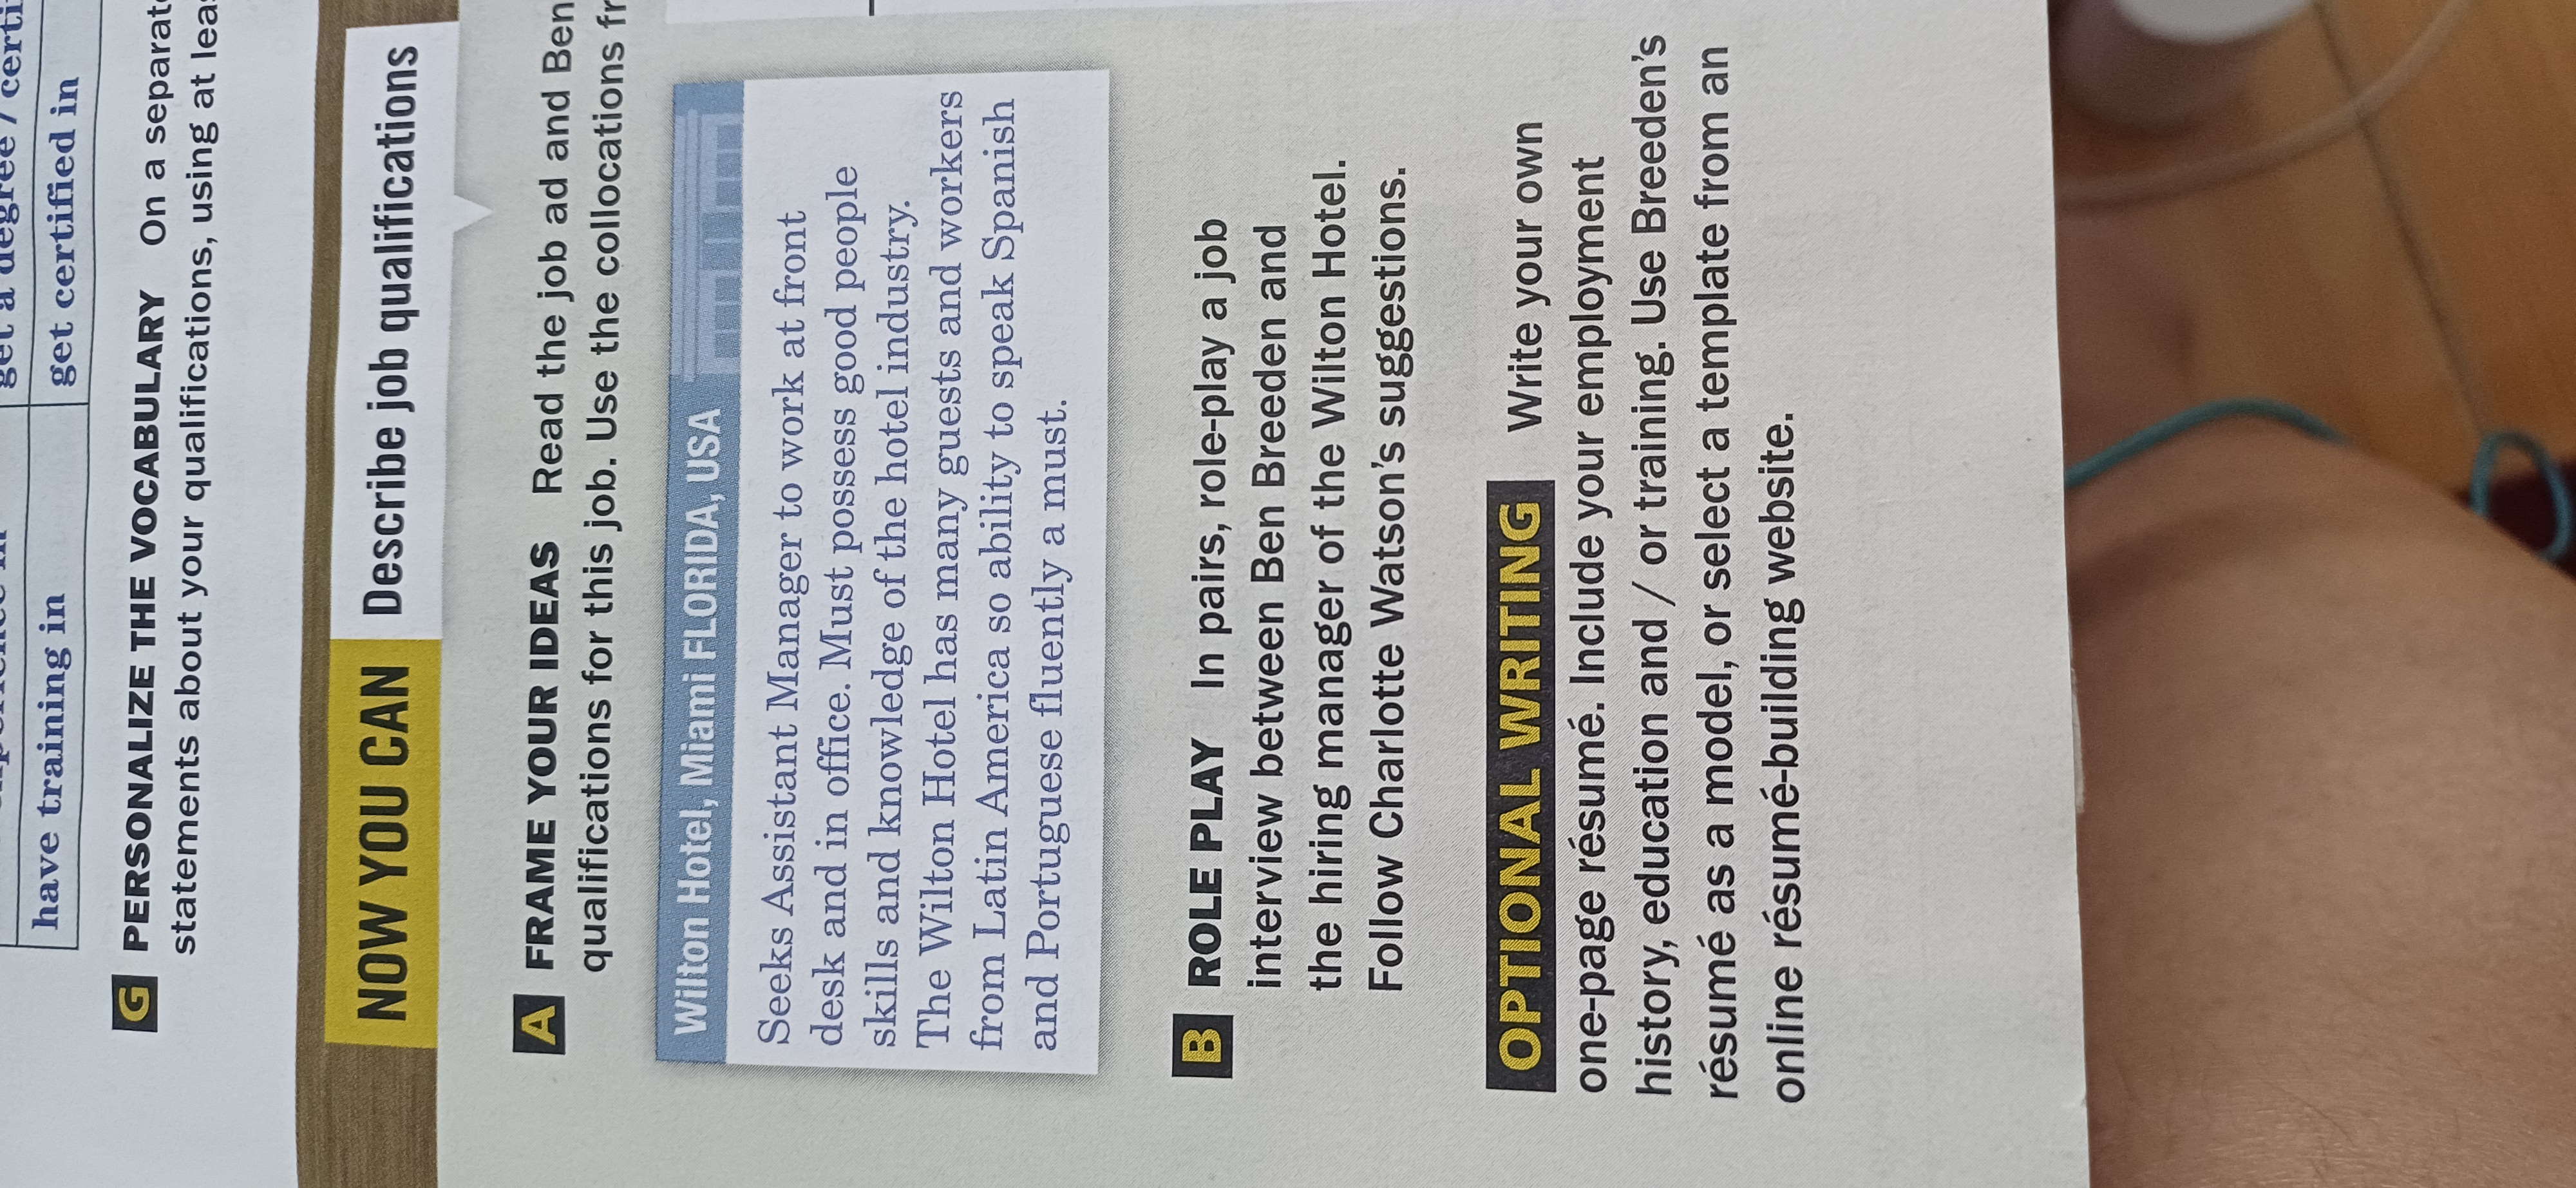 have training in
get a degree / certi
get certified in
G PERSONALIZE THE VOCABULARY On a separat
statements about your qualifications, using at leas
NOW YOU CAN Describe job qualifications
A FRAME YOUR IDEAS Read the job ad and Ben
qualifications for this job. Use the collocations fr
Wilton Hotel, Miami FLORIDA, USA
Seeks Assistant Manager to work at front
desk and in office. Must possess good people
skills and knowledge of the hotel industry.
The Wilton Hotel has many guests and workers
from Latin America so ability to speak Spanish
and Portuguese fluently a must.
B ROLE PLAY In pairs, role-play a job
interview between Ben Breeden and
the hiring manager of the Wilton Hotel.
Follow Charlotte Watson's suggestions.
OPTIONAL WRITING Write your own
one-page résumé. Include your employment
history, education and / or training. Use Breeden's
résumé as a model, or select a template from an
online résumé-building website.